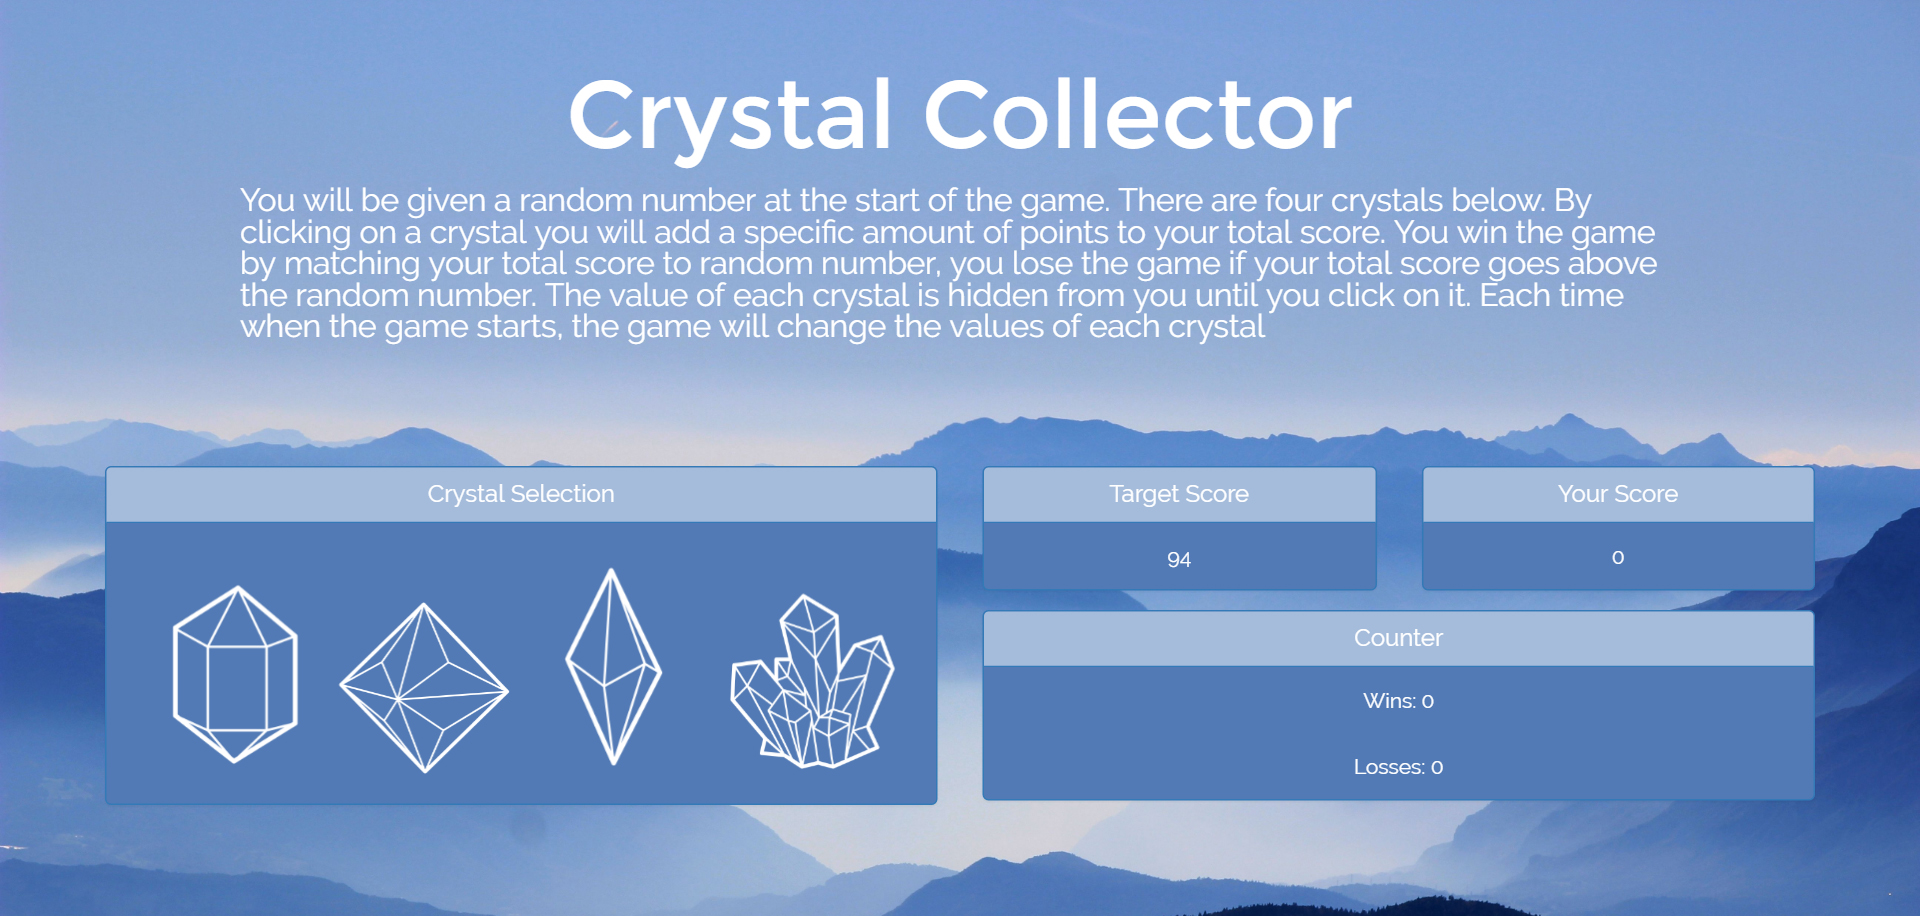 Crystal Collector
You will be given a random number at the start of the game. There are four crystals below. By
clicking on a crystal you will add a specific amount of points to your total score. You win the game
by matching your total score to random number, you lose the game if your total score goes above
the random number. The value of each crystal is hidden from you until you click on it. Each time
when the game starts, the game will change the values of each crystal
Crystal Selection
Target Score
94
Your Score
0
Counter
Wins: 0
Losses: 0